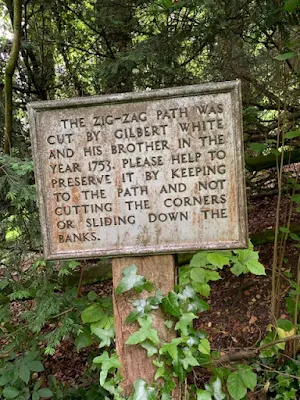 THE ZIG-ZAG PATH WAS
CUT BY GILBERT WHITE
AND HIS BROTHER IN THE
YEAR 1753. PLEASE HELP TO
PRESERVE IT BY KEEPING
TO THE PATH AND NOT
CUTTING THE CORNERS
OR SLIDING DOWN THE
BANKS.